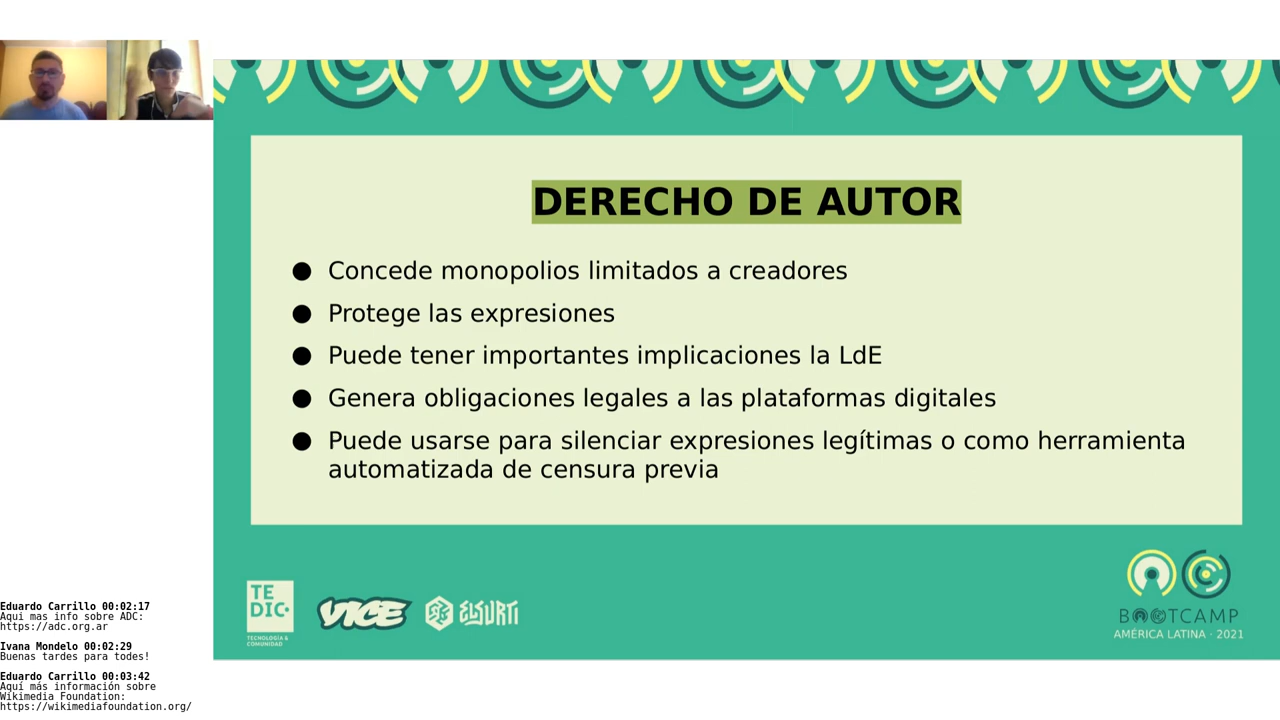 DERECHO DE AUTOR
● Concede monopolios limitados a creadores
● Protege las expresiones
● Puede tener importantes implicaciones la LdE
● Genera obligaciones legales a las plataformas digitales
● Puede usarse para silenciar expresiones legítimas o como herramienta
automatizada de censura previa
TE
DIC
TECNOLOGÍA &
COMUNIDAD
VICE
ELSURTI
BOOTCAMP
AMÉRICA LATINA · 2021
Eduardo Carrillo 00:02:17
Aqui mas info sobre ADC:
https://adc.org.ar
Ivana Mondelo 00:02:29
Buenas tardes para todes!
Eduardo Carrillo 00:03:42
Aquí más información sobre
Wikimedia Foundation:
https://wikimediafoundation.org/